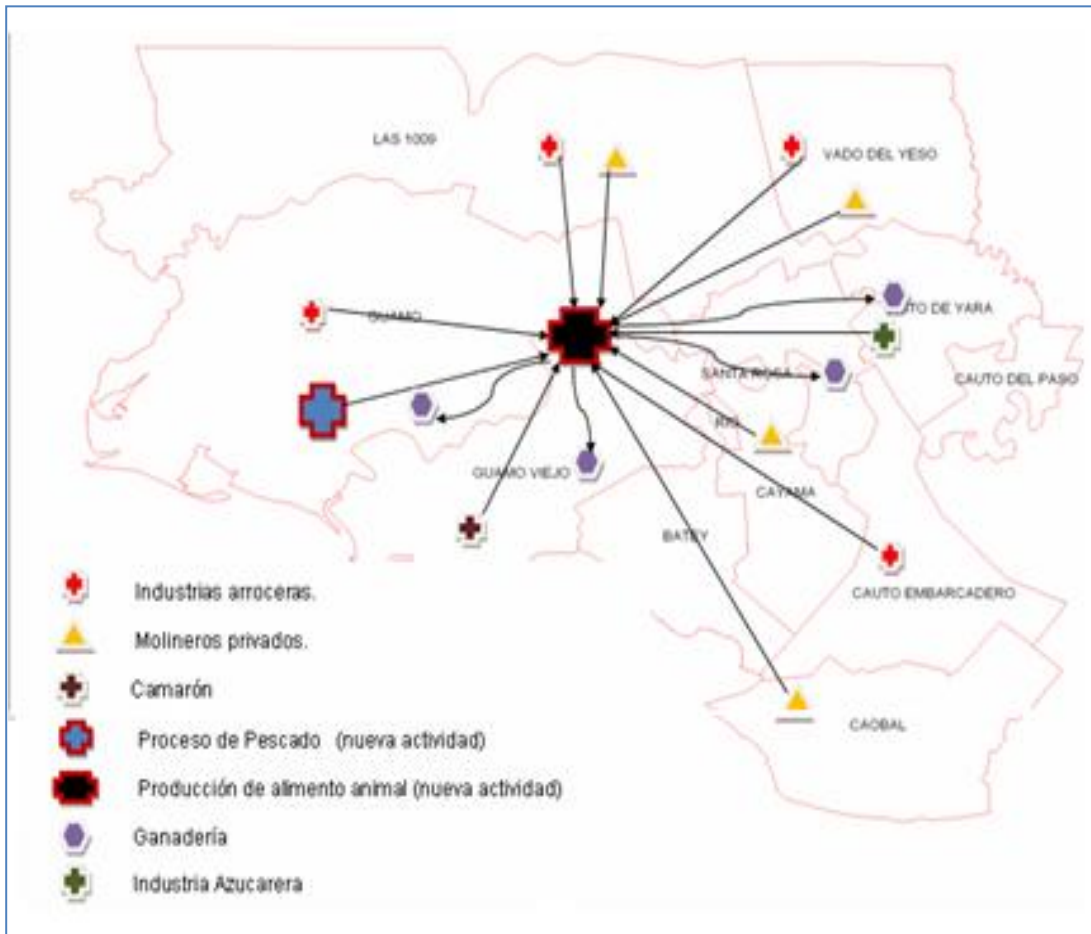 LAS 1009
VADO DEL YESO
GUAMO
TO DE YARA
SANTA ROSA
CAUTO DEL PASO
RIO
GUAMO VIEJO
CAYAMA
BATEY
CAUTO EMBARCADERO
CAOBAL
Industrias arroceras.
Molineros privados.
Camarón
Proceso de Pescado (nueva actividad)
Producción de alimento animal (nueva actividad)
Ganadería
Industria Azucarera